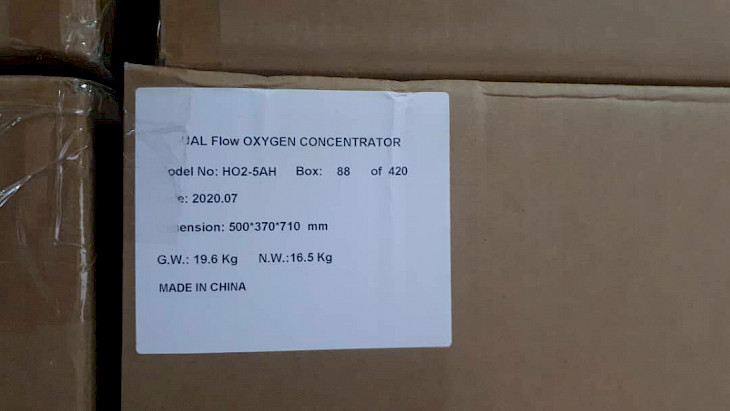 UAL Flow OXYGEN CONCENTRATOR
odel No: HO2-5AH Box: 88 of 420
e: 2020.07
ension: 500*370*710 mm
G.W.: 19.6 Kg N.W.:16.5 Kg
MADE IN CHINA